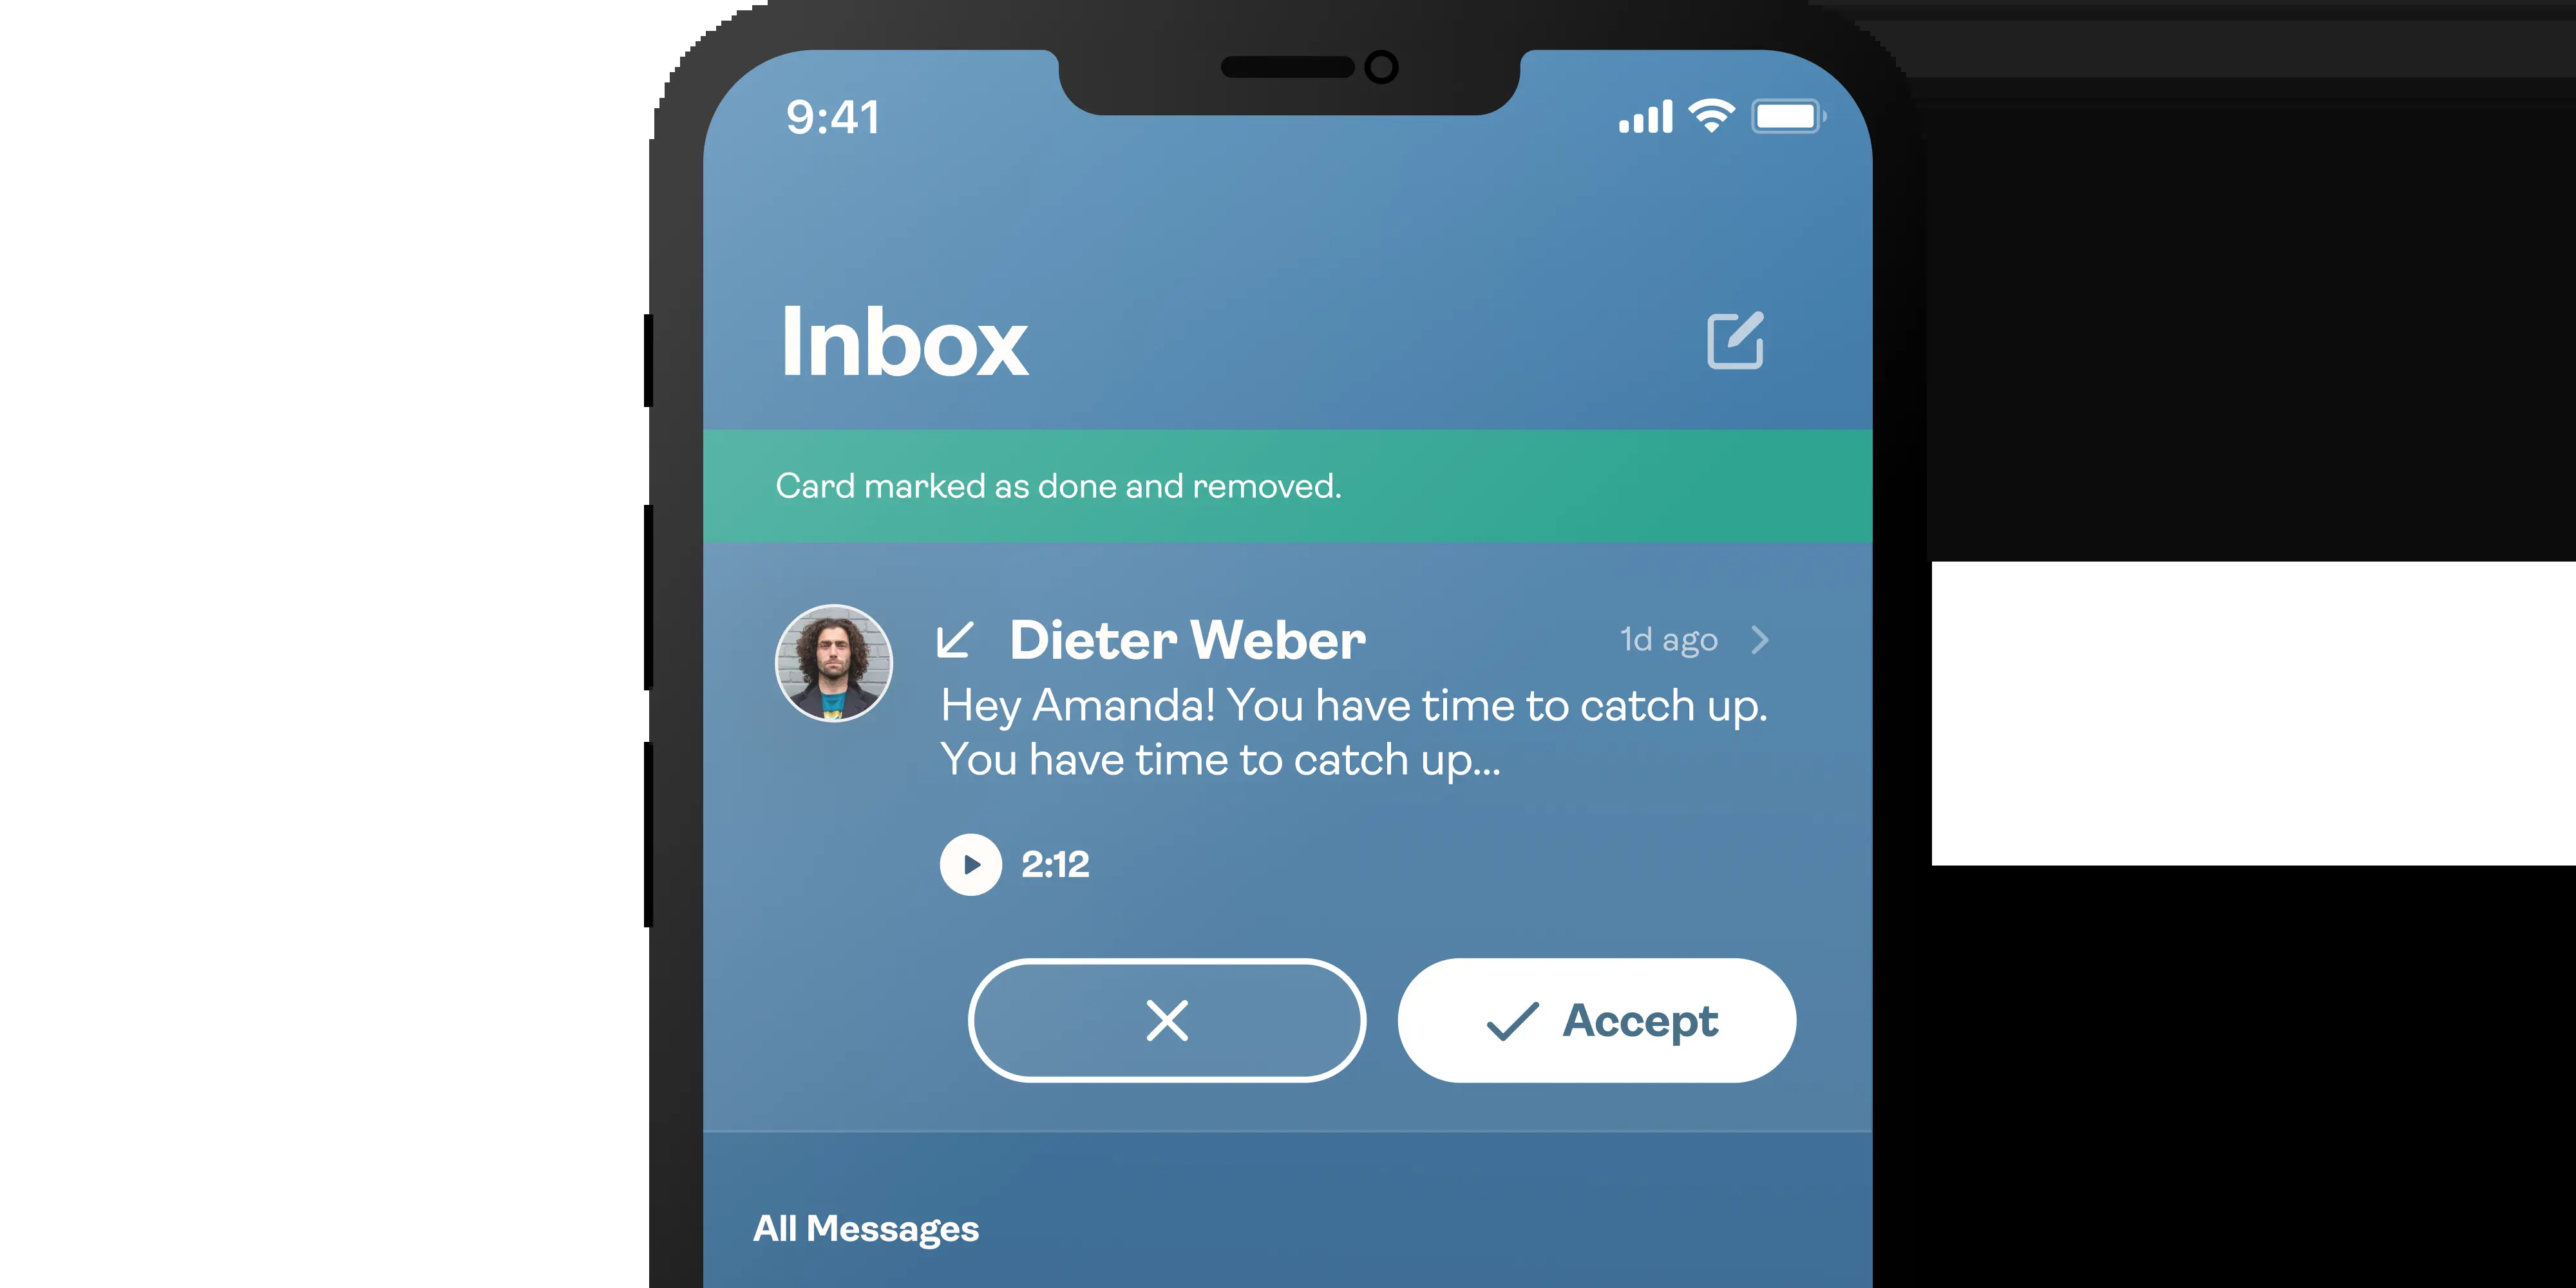 9:41
Inbox
Card marked as done and removed.
Dieter Weber
1d ago
Hey Amanda! You have time to catch up.
You have time to catch up...
2:12
Accept
All Messages